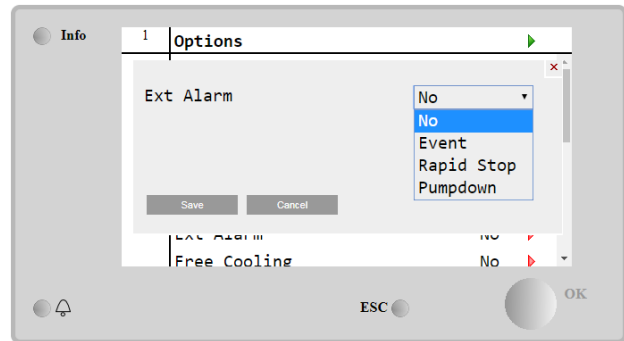 Info
1 Options
×
Ext Alarm No
No
Event
Rapid Stop
Pumpdown
Save Cancel
Ext Alarm No
Free Cooling No
ESC
OK